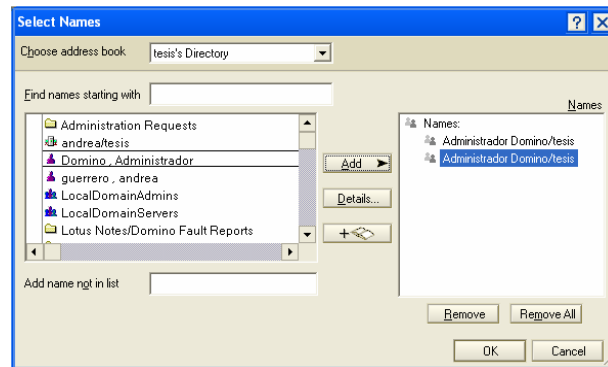 Select Names
Choose address book tesis's Directory
Find names starting with
Names
Administration Requests
andrea/tesis
Domino , Administrador
guerrero , andrea
LocalDomainAdmins
LocalDomainServers
Lotus Notes/Domino Fault Reports
Add
Details...
+
Names:
Administrador Domino/tesis
Administrador Domino/tesis
Add name not in list
Remove Remove All
OK Cancel